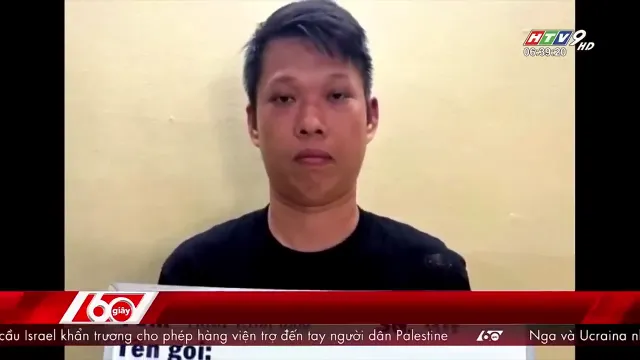 HTV9 HD
06:39:20
60 giây
Tên gọi:
cầu Israel khẩn trương cho phép hàng viện trợ đến tay người dân Palestine 60 Nga và Ucraina n